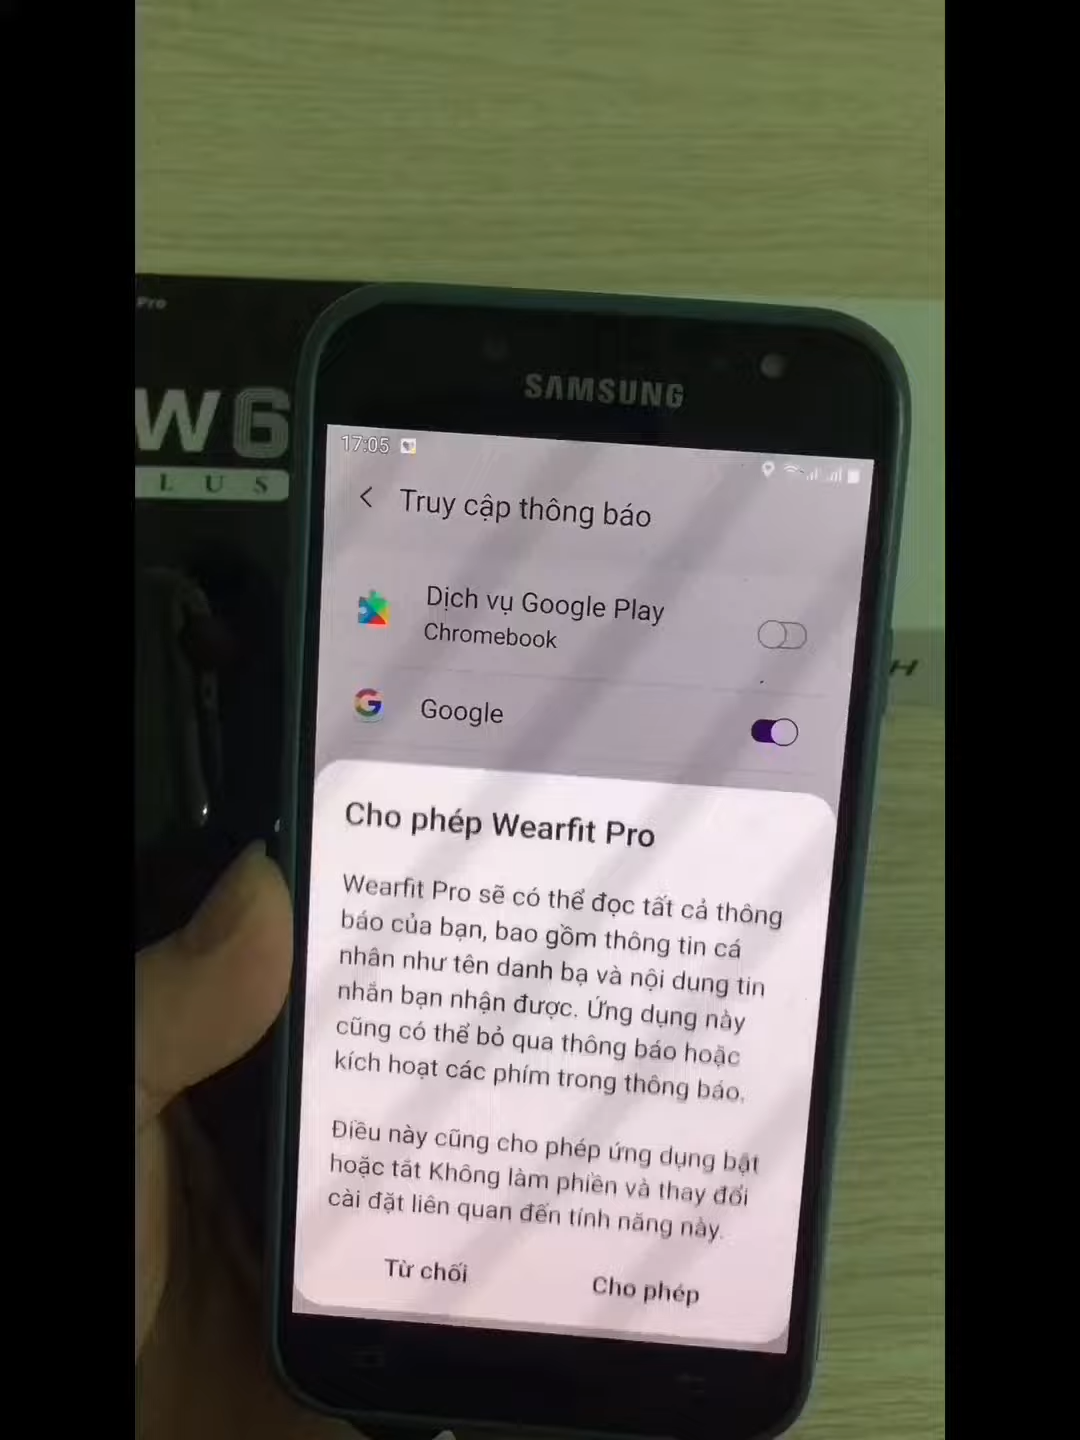 Pro
W6
PLUS
SAMSUNG
17:05
Truy cập thông báo
Dịch vụ Google Play
Chromebook
Google
Cho phép Wearfit Pro
Wearfit Pro sẽ có thể đọc tất cả thông
báo của bạn, bao gồm thông tin cá
nhân như tên danh bạ và nội dung tin
nhắn bạn nhận được. Ứng dụng này
cũng có thể bỏ qua thông báo hoặc
kích hoạt các phím trong thông báo.
Điều này cũng cho phép ứng dụng bật
hoặc tắt Không làm phiền và thay đổi
cài đặt liên quan đến tính năng này.
Từ chối
Cho phép